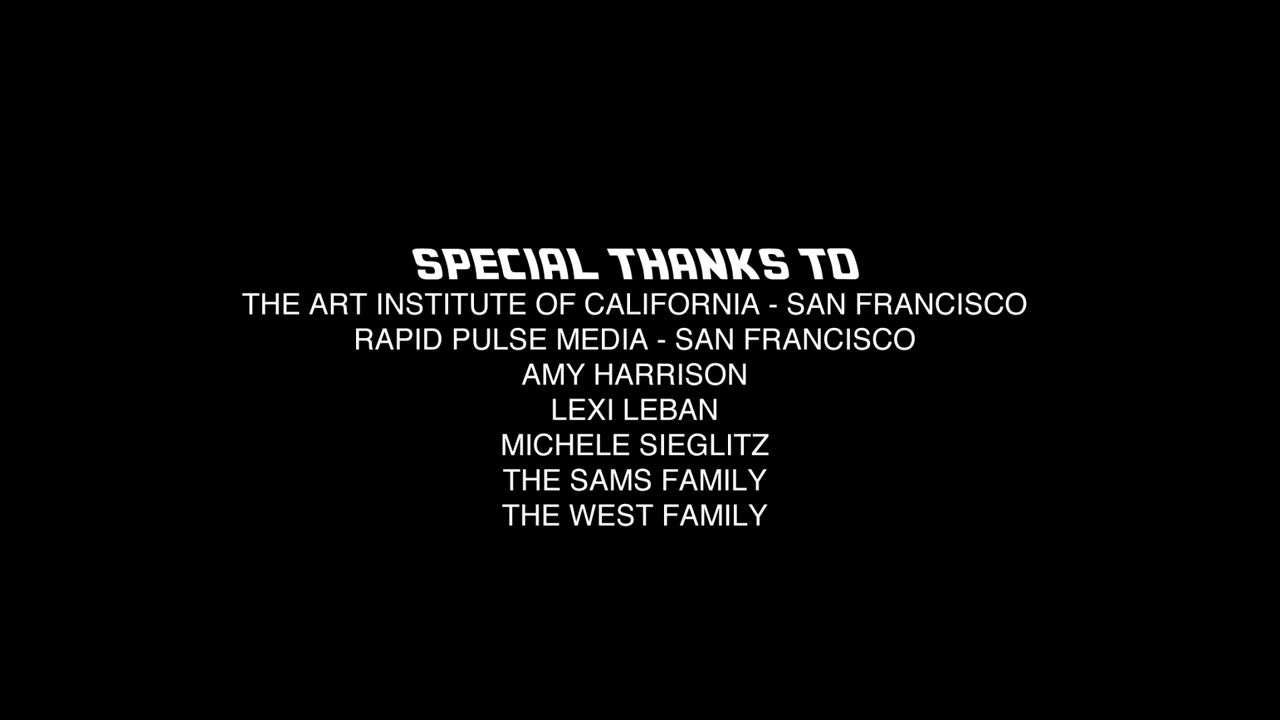 SPECIAL THANKS TO
THE ART INSTITUTE OF CALIFORNIA - SAN FRANCISCO
RAPID PULSE MEDIA - SAN FRANCISCO
AMY HARRISON
LEXI LEBAN
MICHELE SIEGLITZ
THE SAMS FAMILY
THE WEST FAMILY